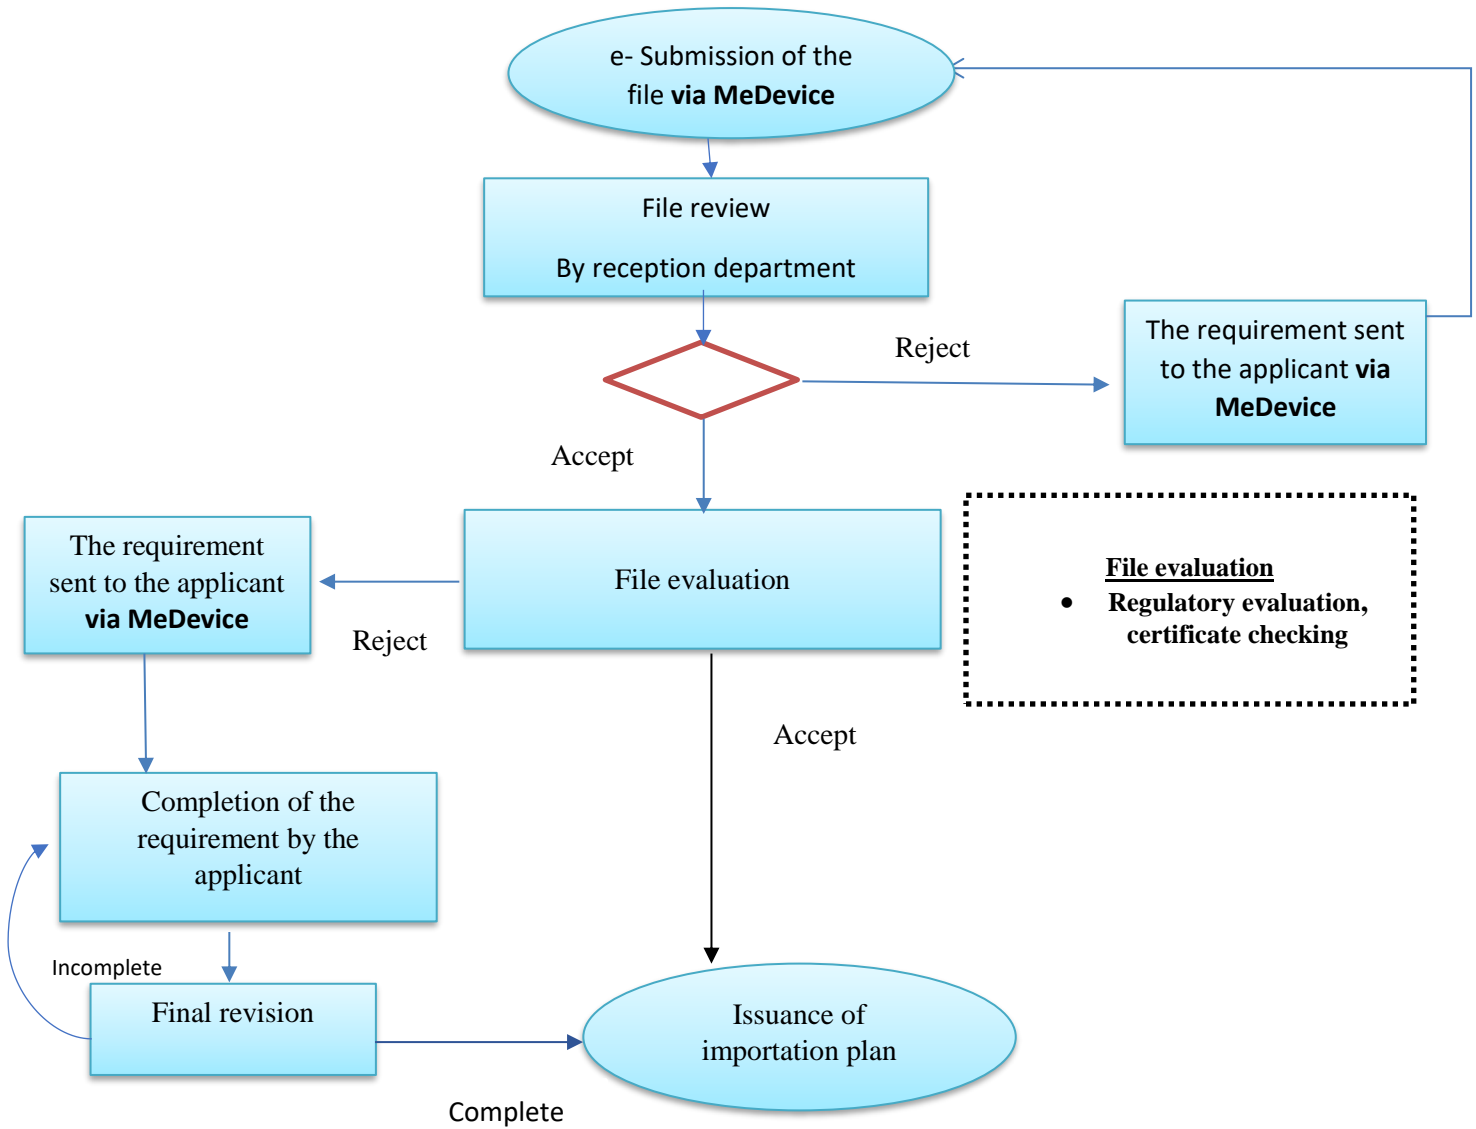 e- Submission of the
file via MeDevice
File review
By reception department
Reject
The requirement sent
to the applicant via
MeDevice
Accept
The requirement
sent to the applicant
via MeDevice
File evaluation
Reject
File evaluation
• Regulatory evaluation,
certificate checking
Accept
Completion of the
requirement by the
applicant
Incomplete
Final revision
Issuance of
importation plan
Complete